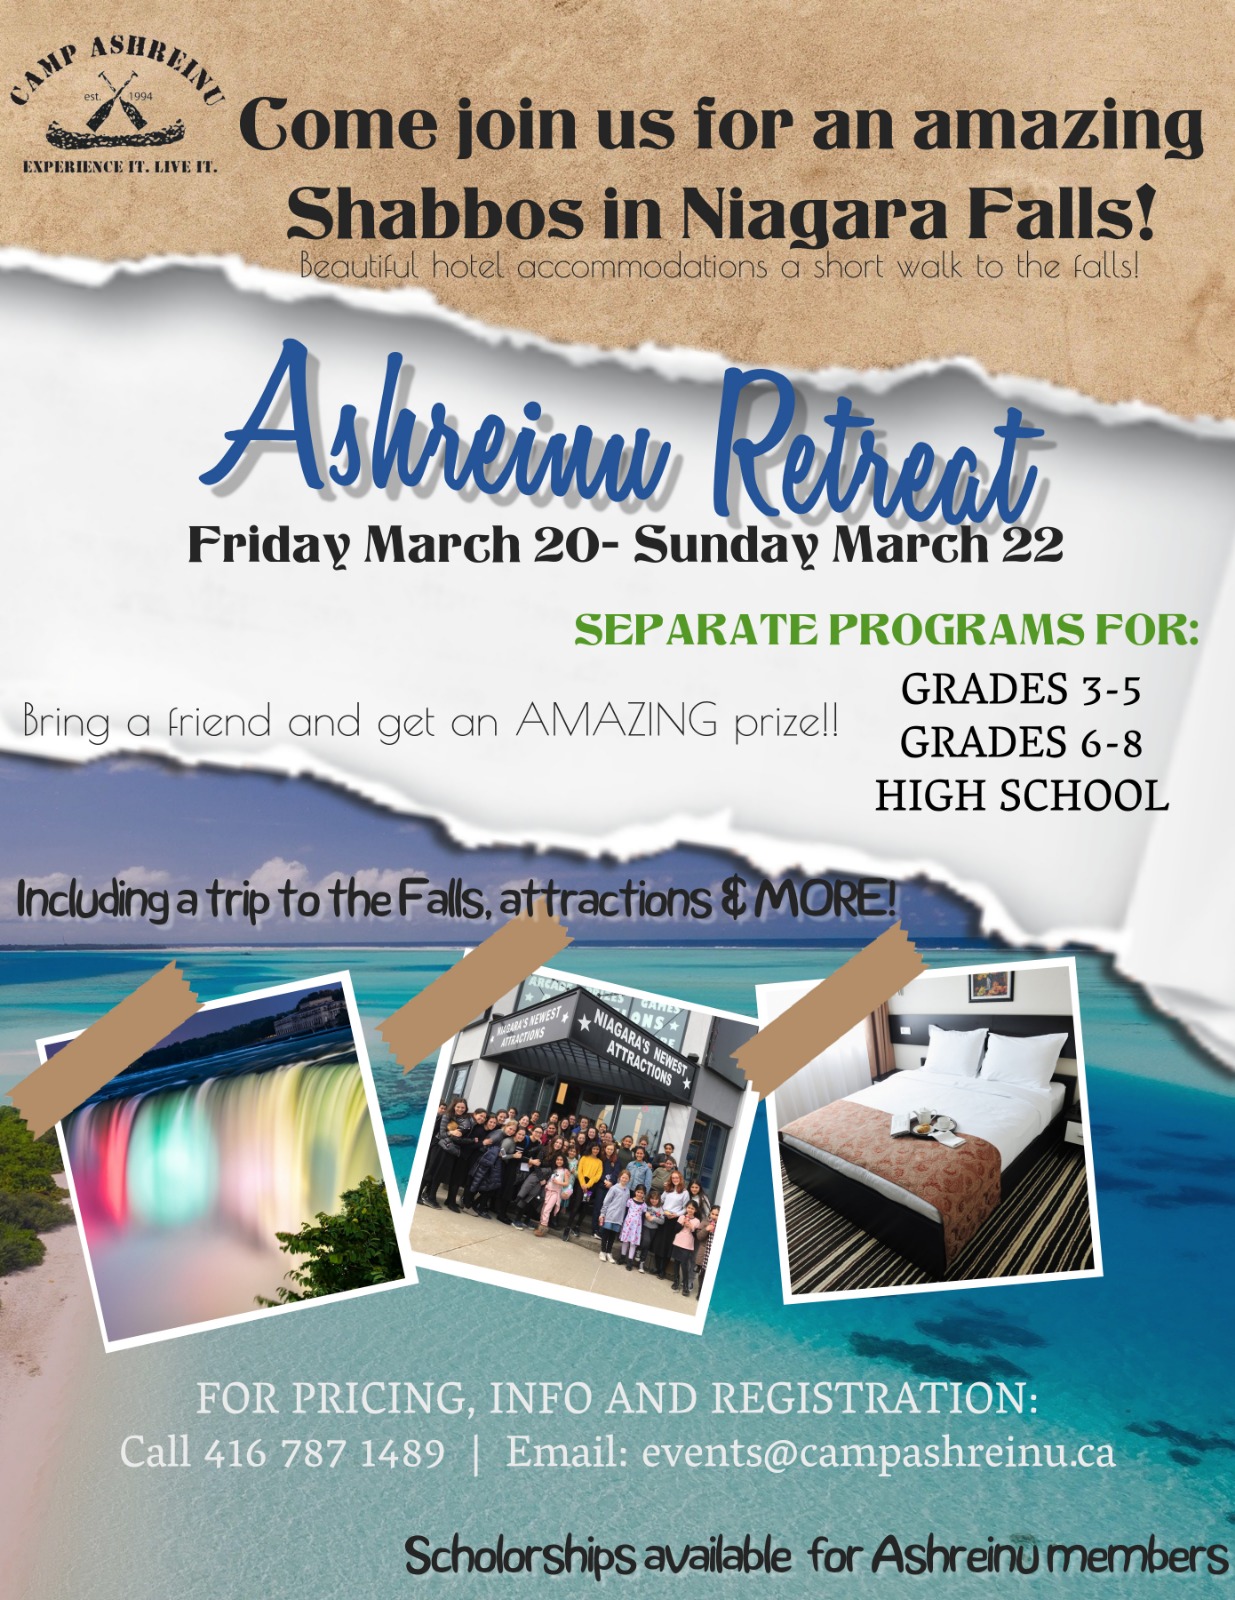 CAMP ASHREINU
est. 1994
EXPERIENCE IT. LIVE IT.
Come join us for an amazing
Shabbos in Niagara Falls!
Beautiful hotel accommodations a short walk to the falls!
Ashreinu Retreat
Friday March 20- Sunday March 22
SEPARATE PROGRAMS FOR:
GRADES 3-5
GRADES 6-8
HIGH SCHOOL
Bring a friend and get an AMAZING prize!!
Including a trip to the Falls, attractions & MORE!
NIAGARA'S NEWEST
ATTRACTIONS
NIAGARA'S NEWEST
ATTRACTIONS
FOR PRICING, INFO AND REGISTRATION:
Call 416 787 1489 | Email: events@campashreinu.ca
Scholorships available for Ashreinu members